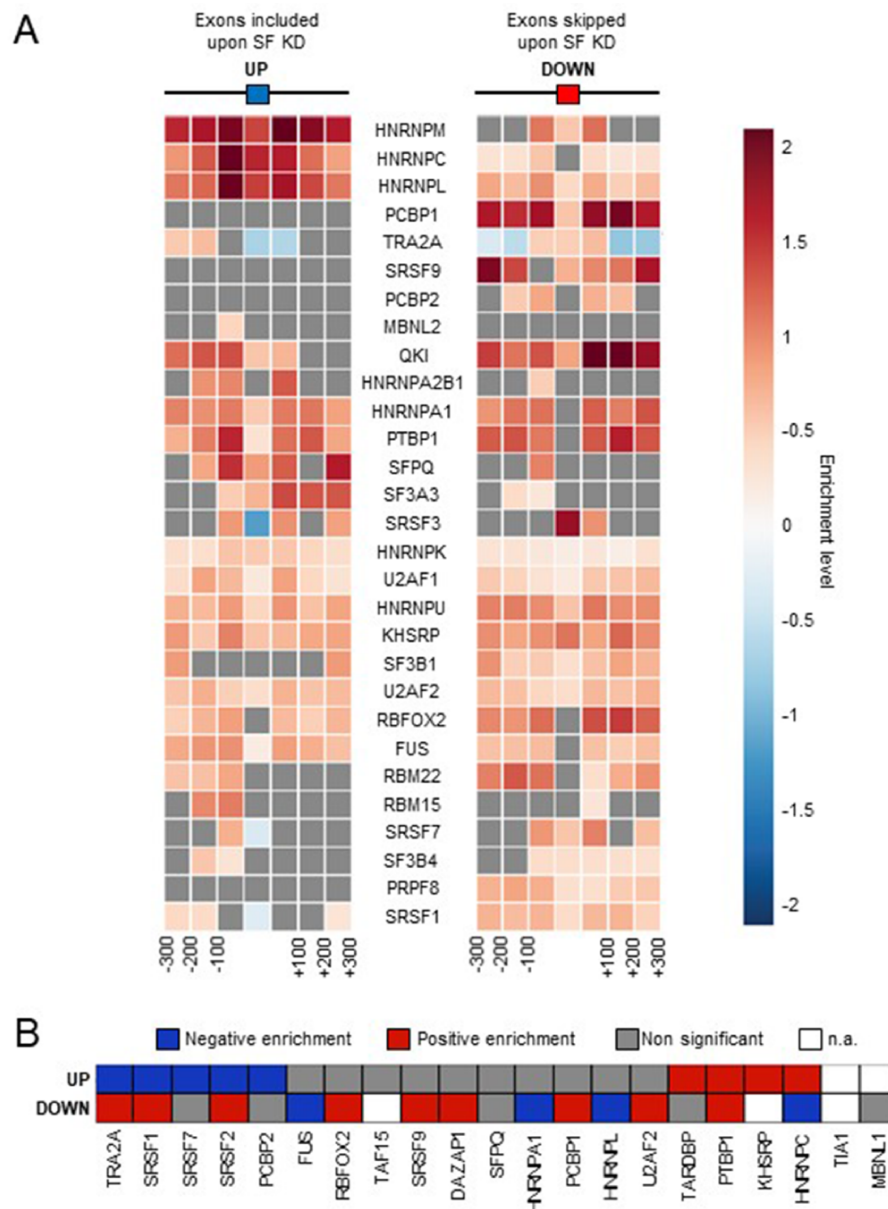 A
Exons included
upon SF KD
UP
Exons skipped
upon SF KD
DOWN
HNRNPM
HNRNPC
HNRNPL
PCBP1
TRA2A
SRSF9
PCBP2
MBNL2
QKI
HNRNPA2B1
HNRNPA1
PTBP1
SFPQ
SF3A3
SRSF3
HNRNPK
U2AF1
HNRNPU
KHSRP
SF3B1
U2AF2
RBFOX2
FUS
RBM22
RBM15
SRSF7
SF3B4
PRPF8
SRSF1
-300
-200
-100
+100
+200
+300
-300
-200
-100
+100
+200
+300
2
1.5
1
-0.5
0
-0.5
-1
-1.5
-2
Enrichment level
B
Negative enrichment
Positive enrichment
Non significant
n.a.
UP
DOWN
TRA2A
SRSF1
SRSF7
SRSF2
PCBP2
FUS
RBFOX2
TAF15
SRSF9
DAZAP1
SFPQ
HNRNPA1
PCBP1
HNRNPL
U2AF2
TARDBP
PTBP1
KHSRP
HNRNPC
TIA1
MBNL1